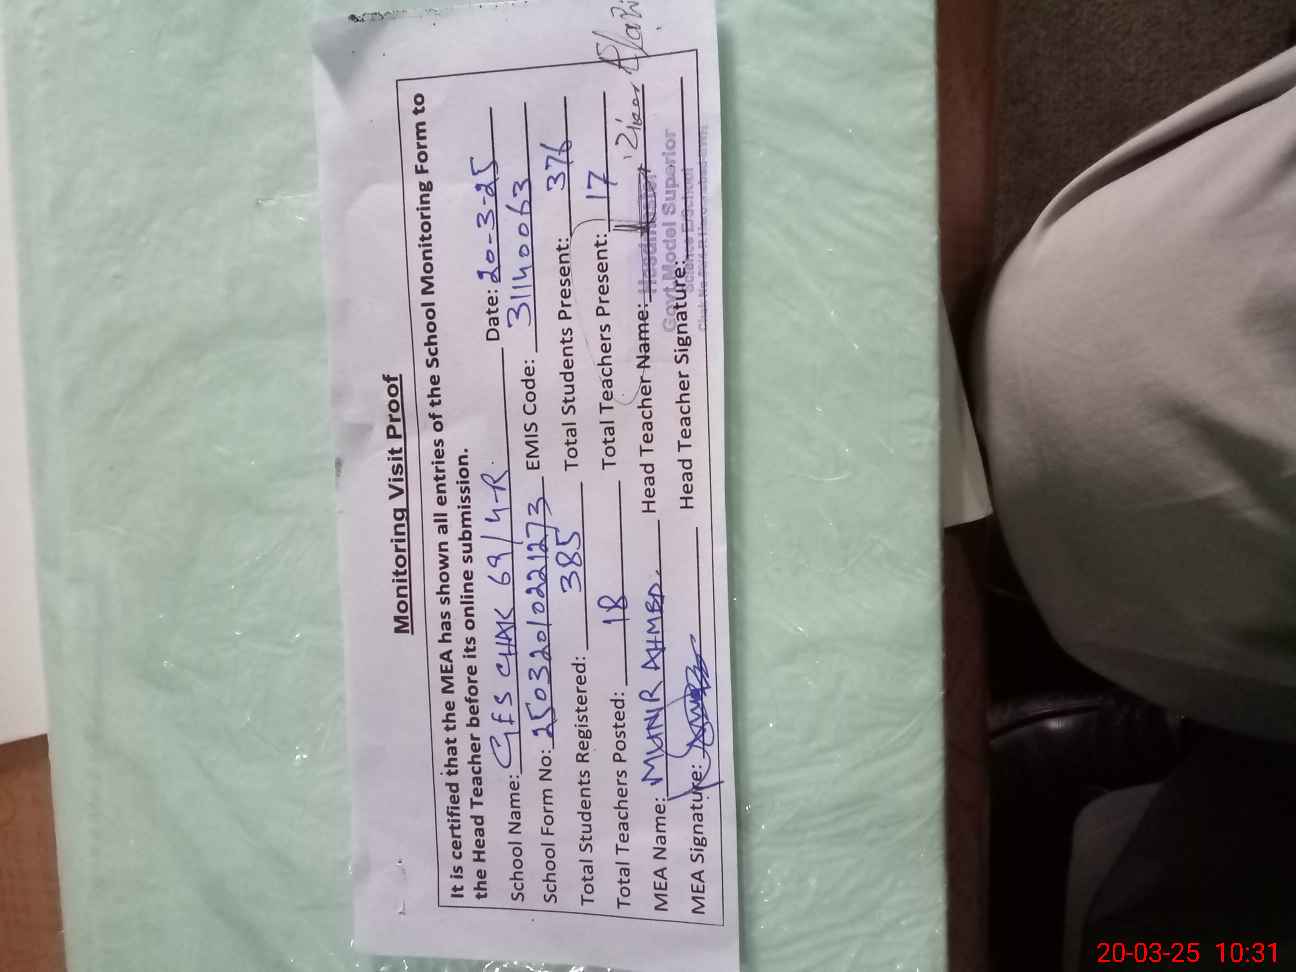 Monitoring Visit Proof
It is certified that the MEA has shown all entries of the School Monitoring Form to
the Head Teacher before its online submission.
School Name: GES CHAK 69/4-R. Date: 20-3-25
School Form No: 250320/022/273 EMIS Code: 31140063
Total Students Registered: 385 Total Students Present: 376
Total Teachers Posted: 18 Total Teachers Present: 17
MEA Name: MUNIR AHMED. Head Teacher Name:
MEA Signature: Head Teacher Signature:
Govt Model Superior
20-03-25 10:31